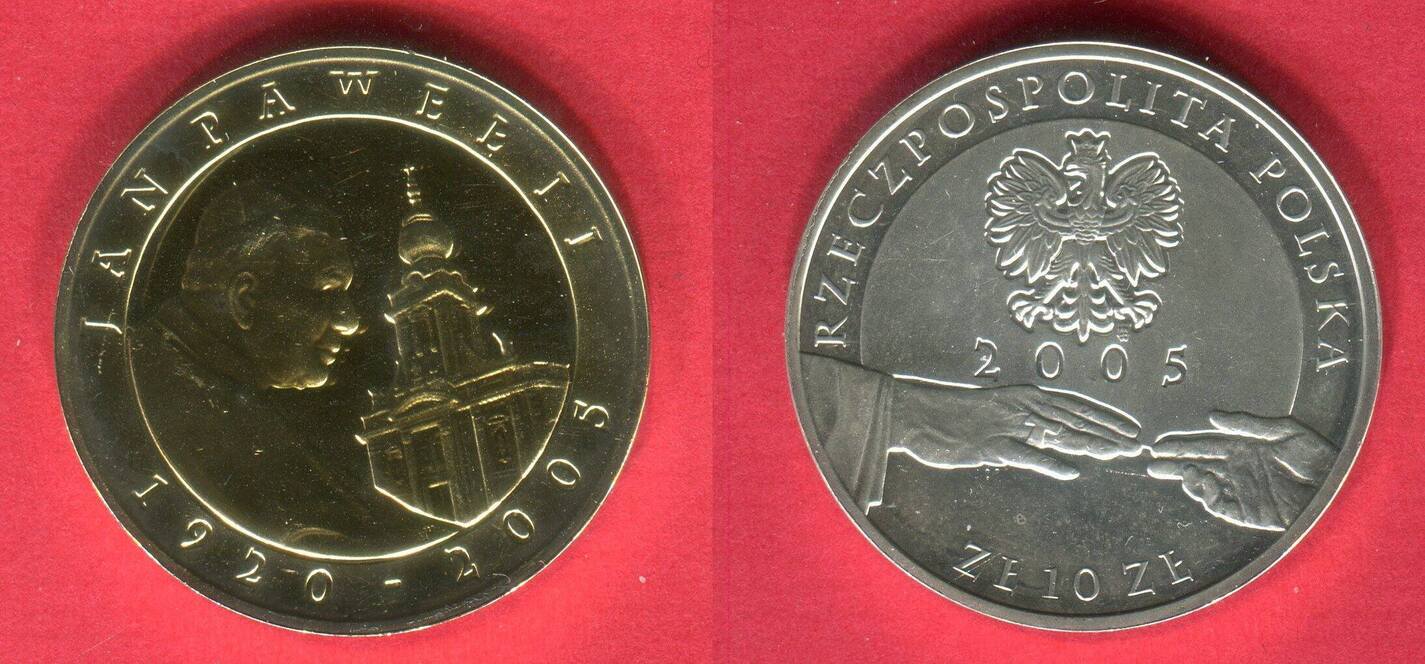 JAN PAWEŁ II
1920-2005
RZECZPOSPOLITA POLSKA
2005
ZŁ 10 ZŁ